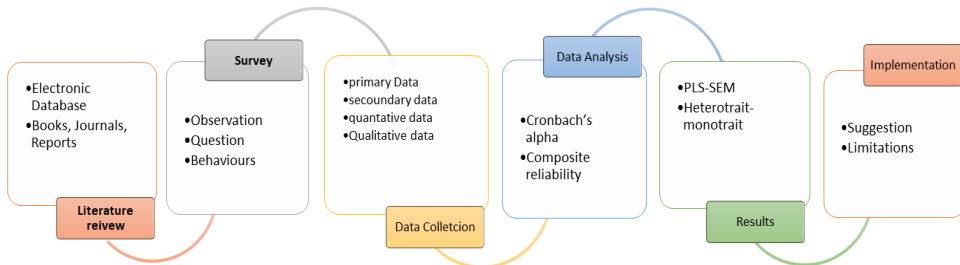 •Electronic
Database
•Books, Journals,
Reports
Literature
reivew
Survey
•Observation
•Question
•Behaviours
•primary Data
•secoundary data
•quantative data
•Qualitative data
Data Colletcion
Data Analysis
•Cronbach's
alpha
•Composite
reliability
•PLS-SEM
•Heterotrait-
monotrait
Results
Implementation
•Suggestion
•Limitations